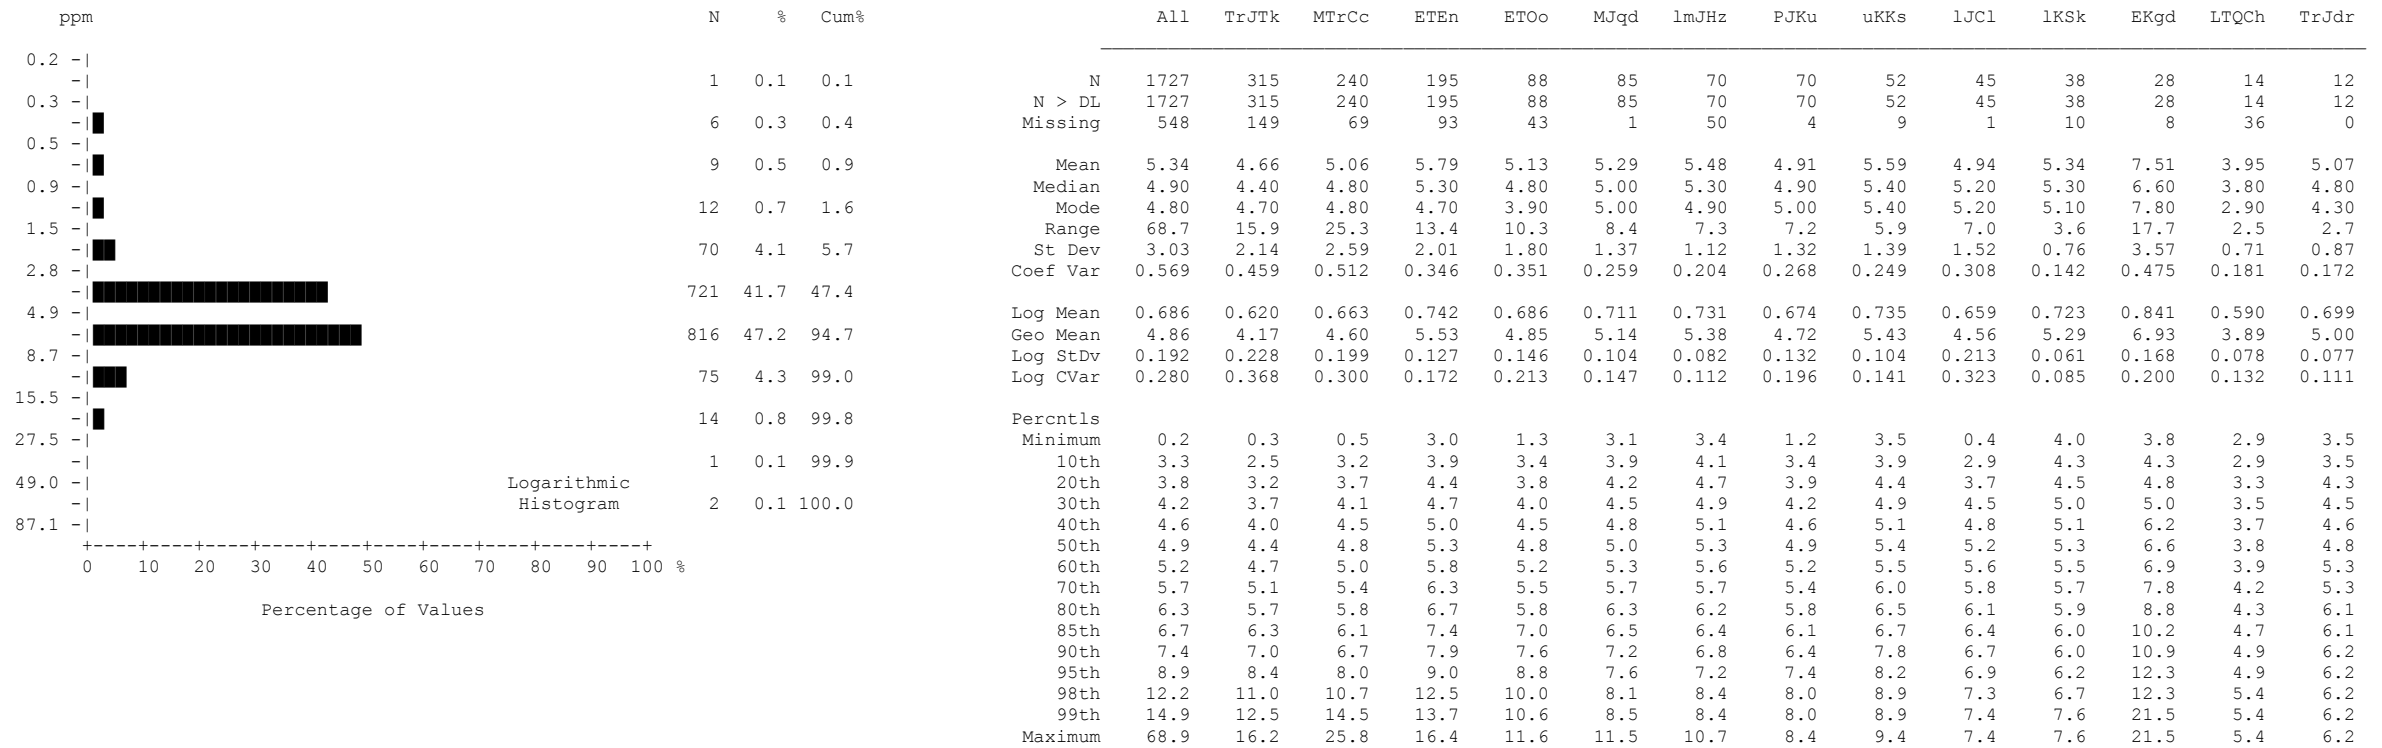 ppm N % Cum% All TrJTk MTrCc ETEn ETOo MJqd lmJHz PJKu uKKs lJCl lKSk EKgd LTQCh TrJdr
0.2 -|
-| 1 0.1 0.1 N 1727 315 240 195 88 85 70 70 52 45 38 28 14 12
0.3 -| N > DL 1727 315 240 195 88 85 70 70 52 45 38 28 14 12
-| 6 0.3 0.4 Missing 548 149 69 93 43 1 50 4 9 1 10 8 36 0
0.5 -|
-| 9 0.5 0.9 Mean 5.34 4.66 5.06 5.79 5.13 5.29 5.48 4.91 5.59 4.94 5.34 7.51 3.95 5.07
0.9 -| Median 4.90 4.40 4.80 5.30 4.80 5.00 5.30 4.90 5.40 5.20 5.30 6.60 3.80 4.80
-| 12 0.7 1.6 Mode 4.80 4.70 4.80 4.70 3.90 5.00 4.90 5.00 5.40 5.20 5.10 7.80 2.90 4.30
1.5 -| Range 68.7 15.9 25.3 13.4 10.3 8.4 7.3 7.2 5.9 7.0 3.6 17.7 2.5 2.7
-| 70 4.1 5.7 St Dev 3.03 2.14 2.59 2.01 1.80 1.37 1.12 1.32 1.39 1.52 0.76 3.57 0.71 0.87
2.8 -| Coef Var 0.569 0.459 0.512 0.346 0.351 0.259 0.204 0.268 0.249 0.308 0.142 0.475 0.181 0.172
-| 721 41.7 47.4
4.9 -| Log Mean 0.686 0.620 0.663 0.742 0.686 0.711 0.731 0.674 0.735 0.659 0.723 0.841 0.590 0.699
-| 816 47.2 94.7 Geo Mean 4.86 4.17 4.60 5.53 4.85 5.14 5.38 4.72 5.43 4.56 5.29 6.93 3.89 5.00
8.7 -| Log StDv 0.192 0.228 0.199 0.127 0.146 0.104 0.082 0.132 0.104 0.213 0.061 0.168 0.078 0.077
-| 75 4.3 99.0 Log CVar 0.280 0.368 0.300 0.172 0.213 0.147 0.112 0.196 0.141 0.323 0.085 0.200 0.132 0.111
15.5 -|
-| 14 0.8 99.8 Percntls
27.5 -| Minimum 0.2 0.3 0.5 3.0 1.3 3.1 3.4 1.2 3.5 0.4 4.0 3.8 2.9 3.5
-| 1 0.1 99.9 10th 3.3 2.5 3.2 3.9 3.4 3.9 4.1 3.4 3.9 2.9 4.3 4.3 2.9 3.5
49.0 -| Logarithmic 20th 3.8 3.2 3.7 4.4 3.8 4.2 4.7 3.9 4.4 3.7 4.5 4.8 3.3 4.3
-| Histogram 2 0.1 100.0 30th 4.2 3.7 4.1 4.7 4.0 4.5 4.9 4.2 4.9 4.5 5.0 5.0 3.5 4.5
87.1 -| 40th 4.6 4.0 4.5 5.0 4.5 4.8 5.1 4.6 5.1 4.8 5.1 6.2 3.7 4.6
+----+----+----+----+----+----+----+----+----+----+ 50th 4.9 4.4 4.8 5.3 4.8 5.0 5.3 4.9 5.4 5.2 5.3 6.6 3.8 4.8
0 10 20 30 40 50 60 70 80 90 100 % 60th 5.2 4.7 5.0 5.8 5.2 5.3 5.6 5.2 5.5 5.6 5.5 6.9 3.9 5.3
70th 5.7 5.1 5.4 6.3 5.5 5.7 5.7 5.4 6.0 5.8 5.7 7.8 4.2 5.3
Percentage of Values 80th 6.3 5.7 5.8 6.7 5.8 6.3 6.2 5.8 6.5 6.1 5.9 8.8 4.3 6.1
85th 6.7 6.3 6.1 7.4 7.0 6.5 6.4 6.1 6.7 6.4 6.0 10.2 4.7 6.1
90th 7.4 7.0 6.7 7.9 7.6 7.2 6.8 6.4 7.8 6.7 6.0 10.9 4.9 6.2
95th 8.9 8.4 8.0 9.0 8.8 7.6 7.2 7.4 8.2 6.9 6.2 12.3 4.9 6.2
98th 12.2 11.0 10.7 12.5 10.0 8.1 8.4 8.0 8.9 7.3 6.7 12.3 5.4 6.2
99th 14.9 12.5 14.5 13.7 10.6 8.5 8.4 8.0 8.9 7.4 7.6 21.5 5.4 6.2
Maximum 68.9 16.2 25.8 16.4 11.6 11.5 10.7 8.4 9.4 7.4 7.6 21.5 5.4 6.2